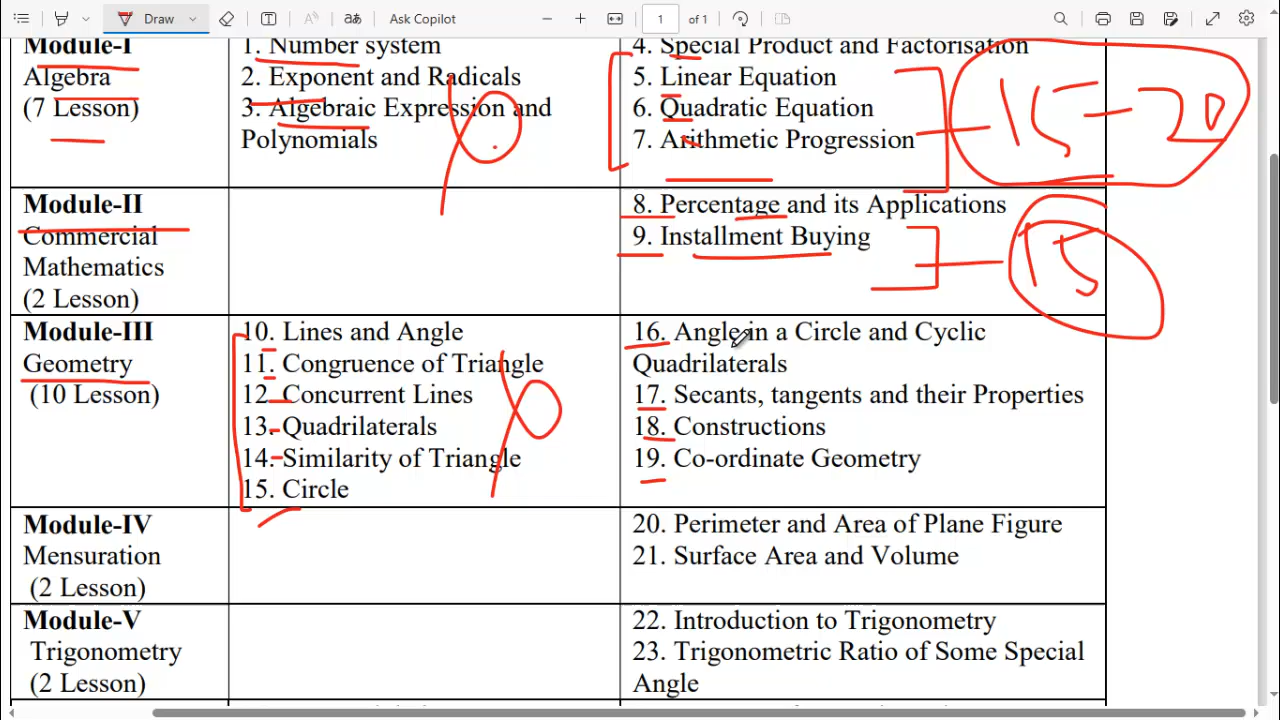 Draw
Ask Copilot
1
of 1
Module-I
Algebra
(7 Lesson)
1. Number system
2. Exponent and Radicals
3. Algebraic Expression and
Polynomials
4. Special Product and Factorisation
5. Linear Equation
6. Quadratic Equation
7. Arithmetic Progression
15 - 20
Module-II
Commercial
Mathematics
(2 Lesson)
8. Percentage and its Applications
9. Installment Buying
15
Module-III
Geometry
(10 Lesson)
10. Lines and Angle
11. Congruence of Triangle
12. Concurrent Lines
13. Quadrilaterals
14. Similarity of Triangle
15. Circle
16. Angle in a Circle and Cyclic
Quadrilaterals
17. Secants, tangents and their Properties
18. Constructions
19. Co-ordinate Geometry
Module-IV
Mensuration
(2 Lesson)
20. Perimeter and Area of Plane Figure
21. Surface Area and Volume
Module-V
Trigonometry
(2 Lesson)
22. Introduction to Trigonometry
23. Trigonometric Ratio of Some Special
Angle